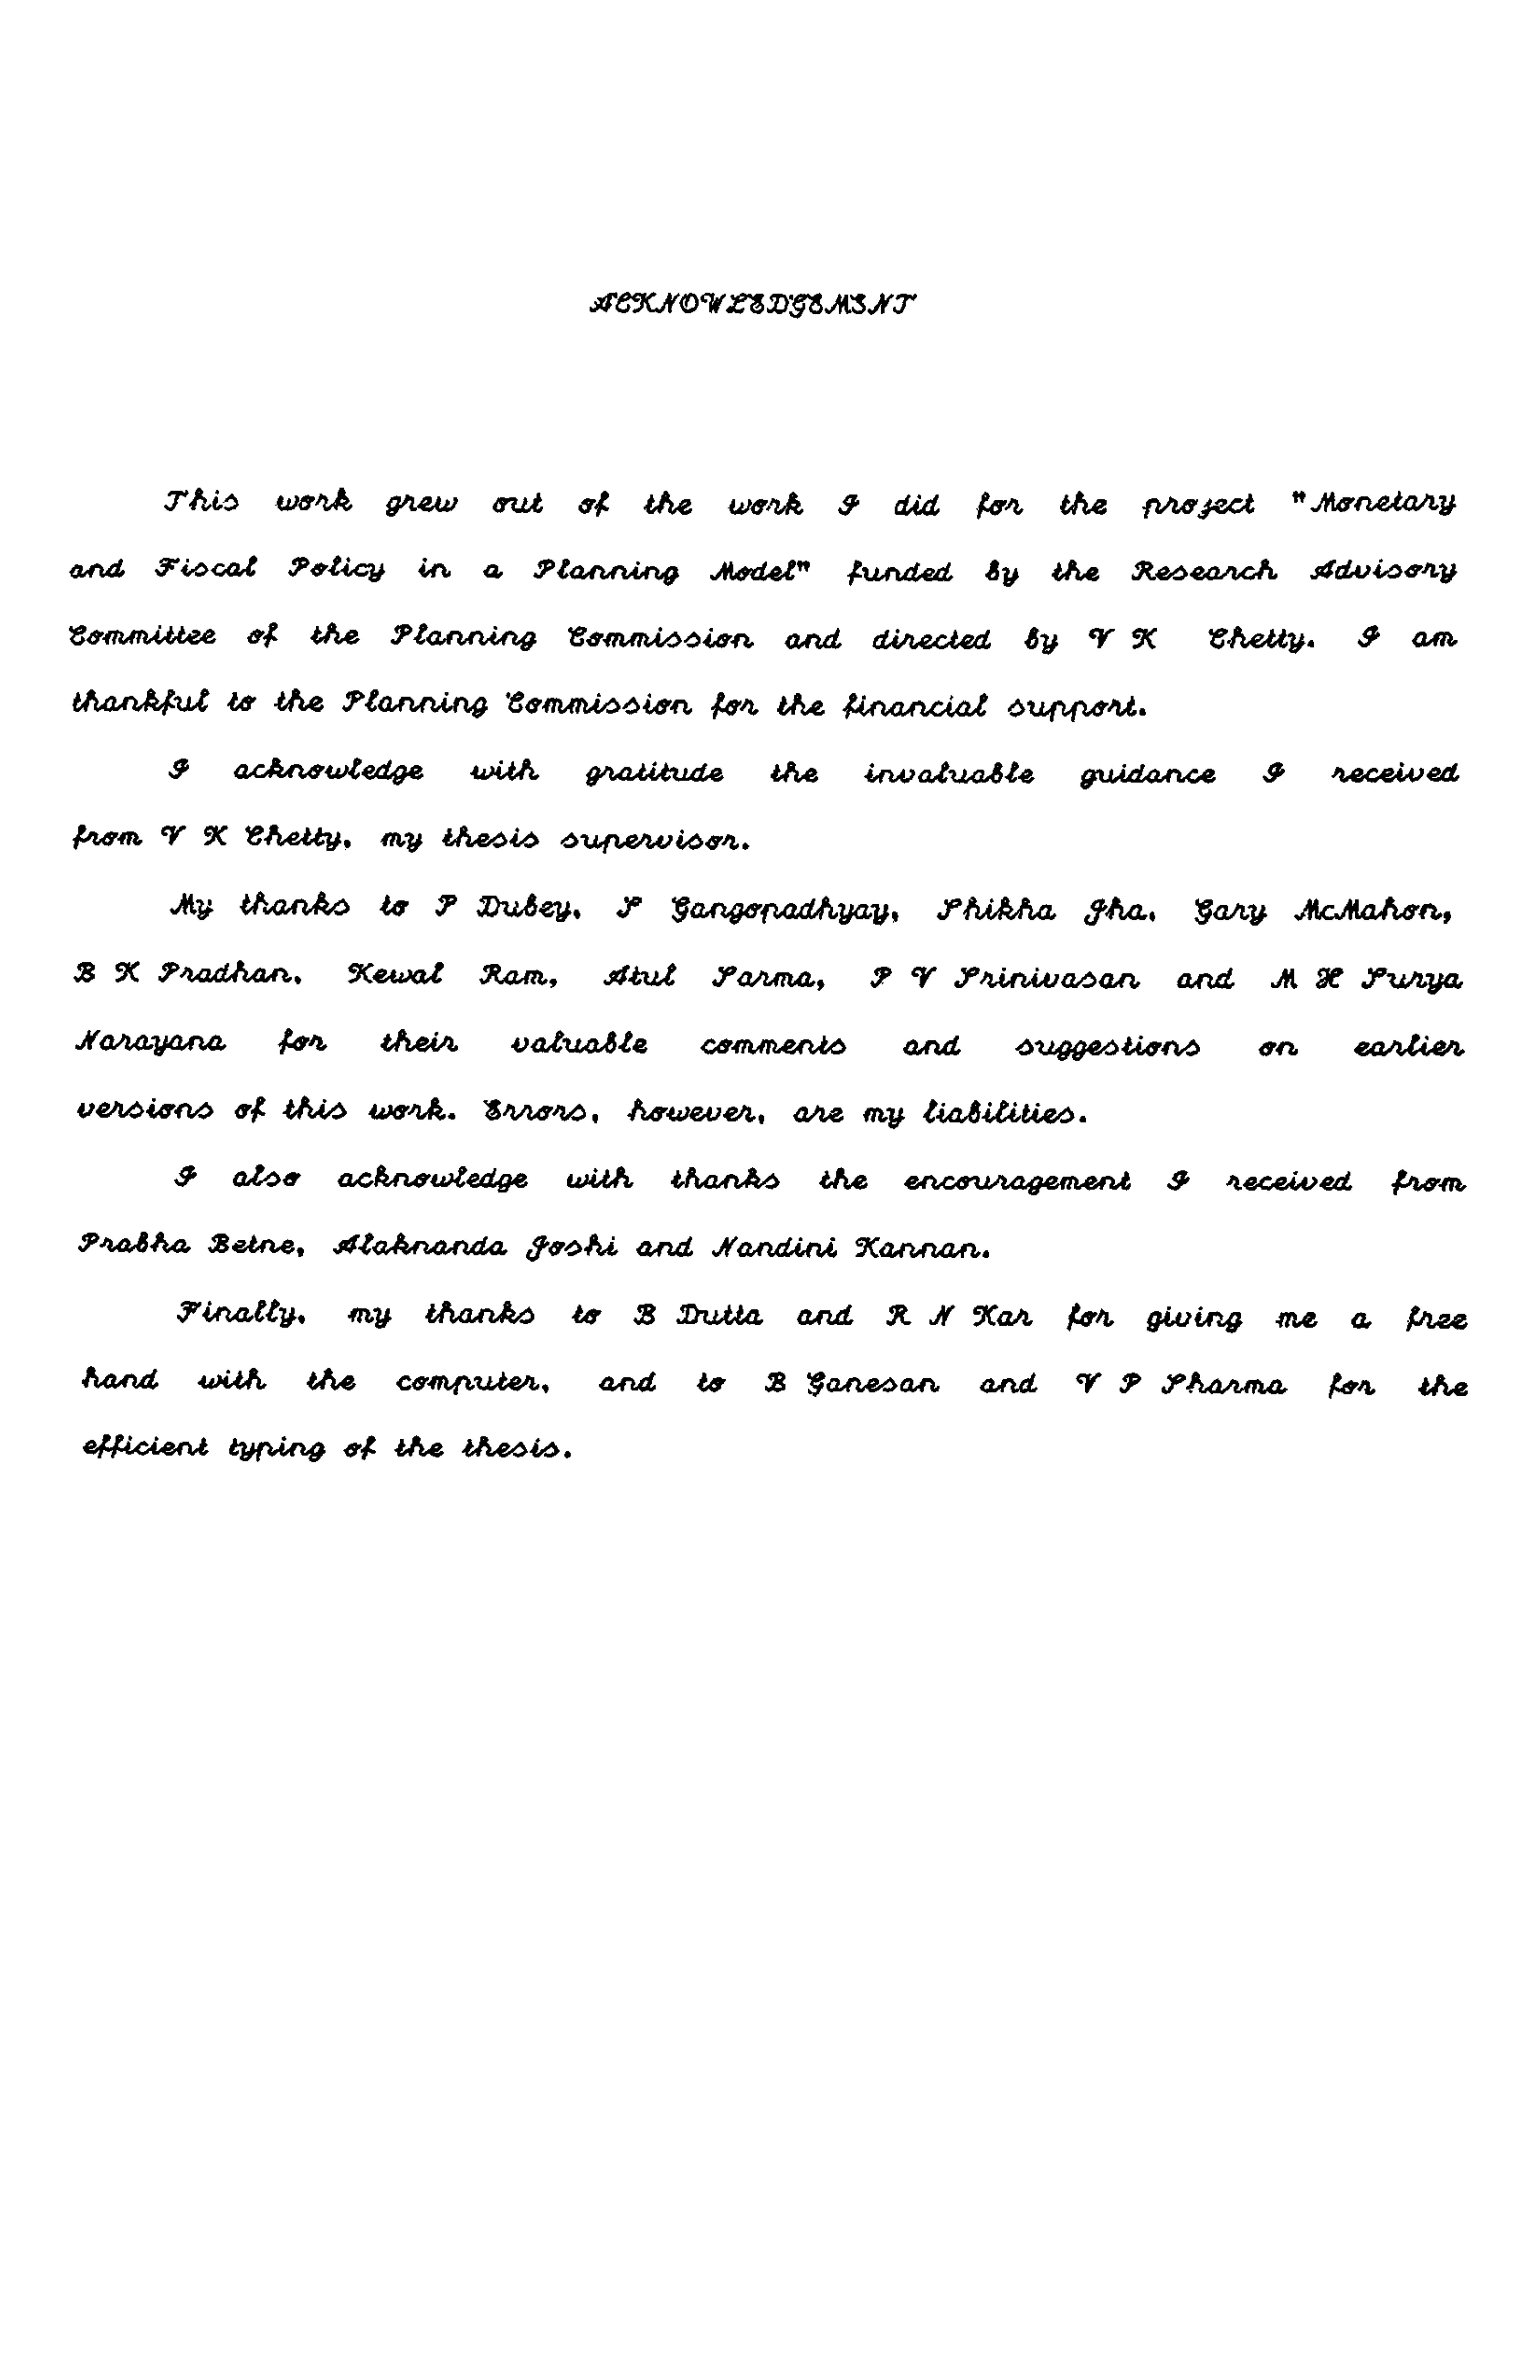 ACKNOWLEDGEMENT
This work grew out of the work I did for the project "Monetary
and Fiscal Policy in a Planning Model" funded by the Research Advisory
Committee of the Planning Commission and directed by V K Chetty. I am
thankful to the Planning Commission for the financial support.
I acknowledge with gratitude the invaluable guidance I received
from V K Chetty, my thesis supervisor.
My thanks to P Dubey, S Gangopadhyay, Shikha Jha, Gary McMahon,
B K Pradhan, Kewal Ram, Atul Sarma, P V Srinivasan and M H Surya
Narayana for their valuable comments and suggestions on earlier
versions of this work. Errors, however, are my liabilities.
I also acknowledge with thanks the encouragement I received from
Prabha Betne, Alaknanda Joshi and Nandini Kannan.
Finally, my thanks to B Dutta and R N Kar for giving me a free
hand with the computer, and to B Ganesan and V P Sharma for the
efficient typing of the thesis.